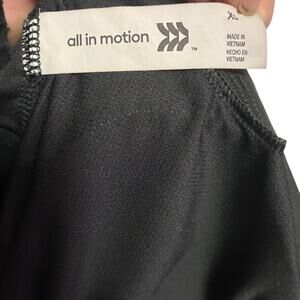 all in motion
TM
XL
MADE IN
VIETNAM
HECHO EN
VIETNAM